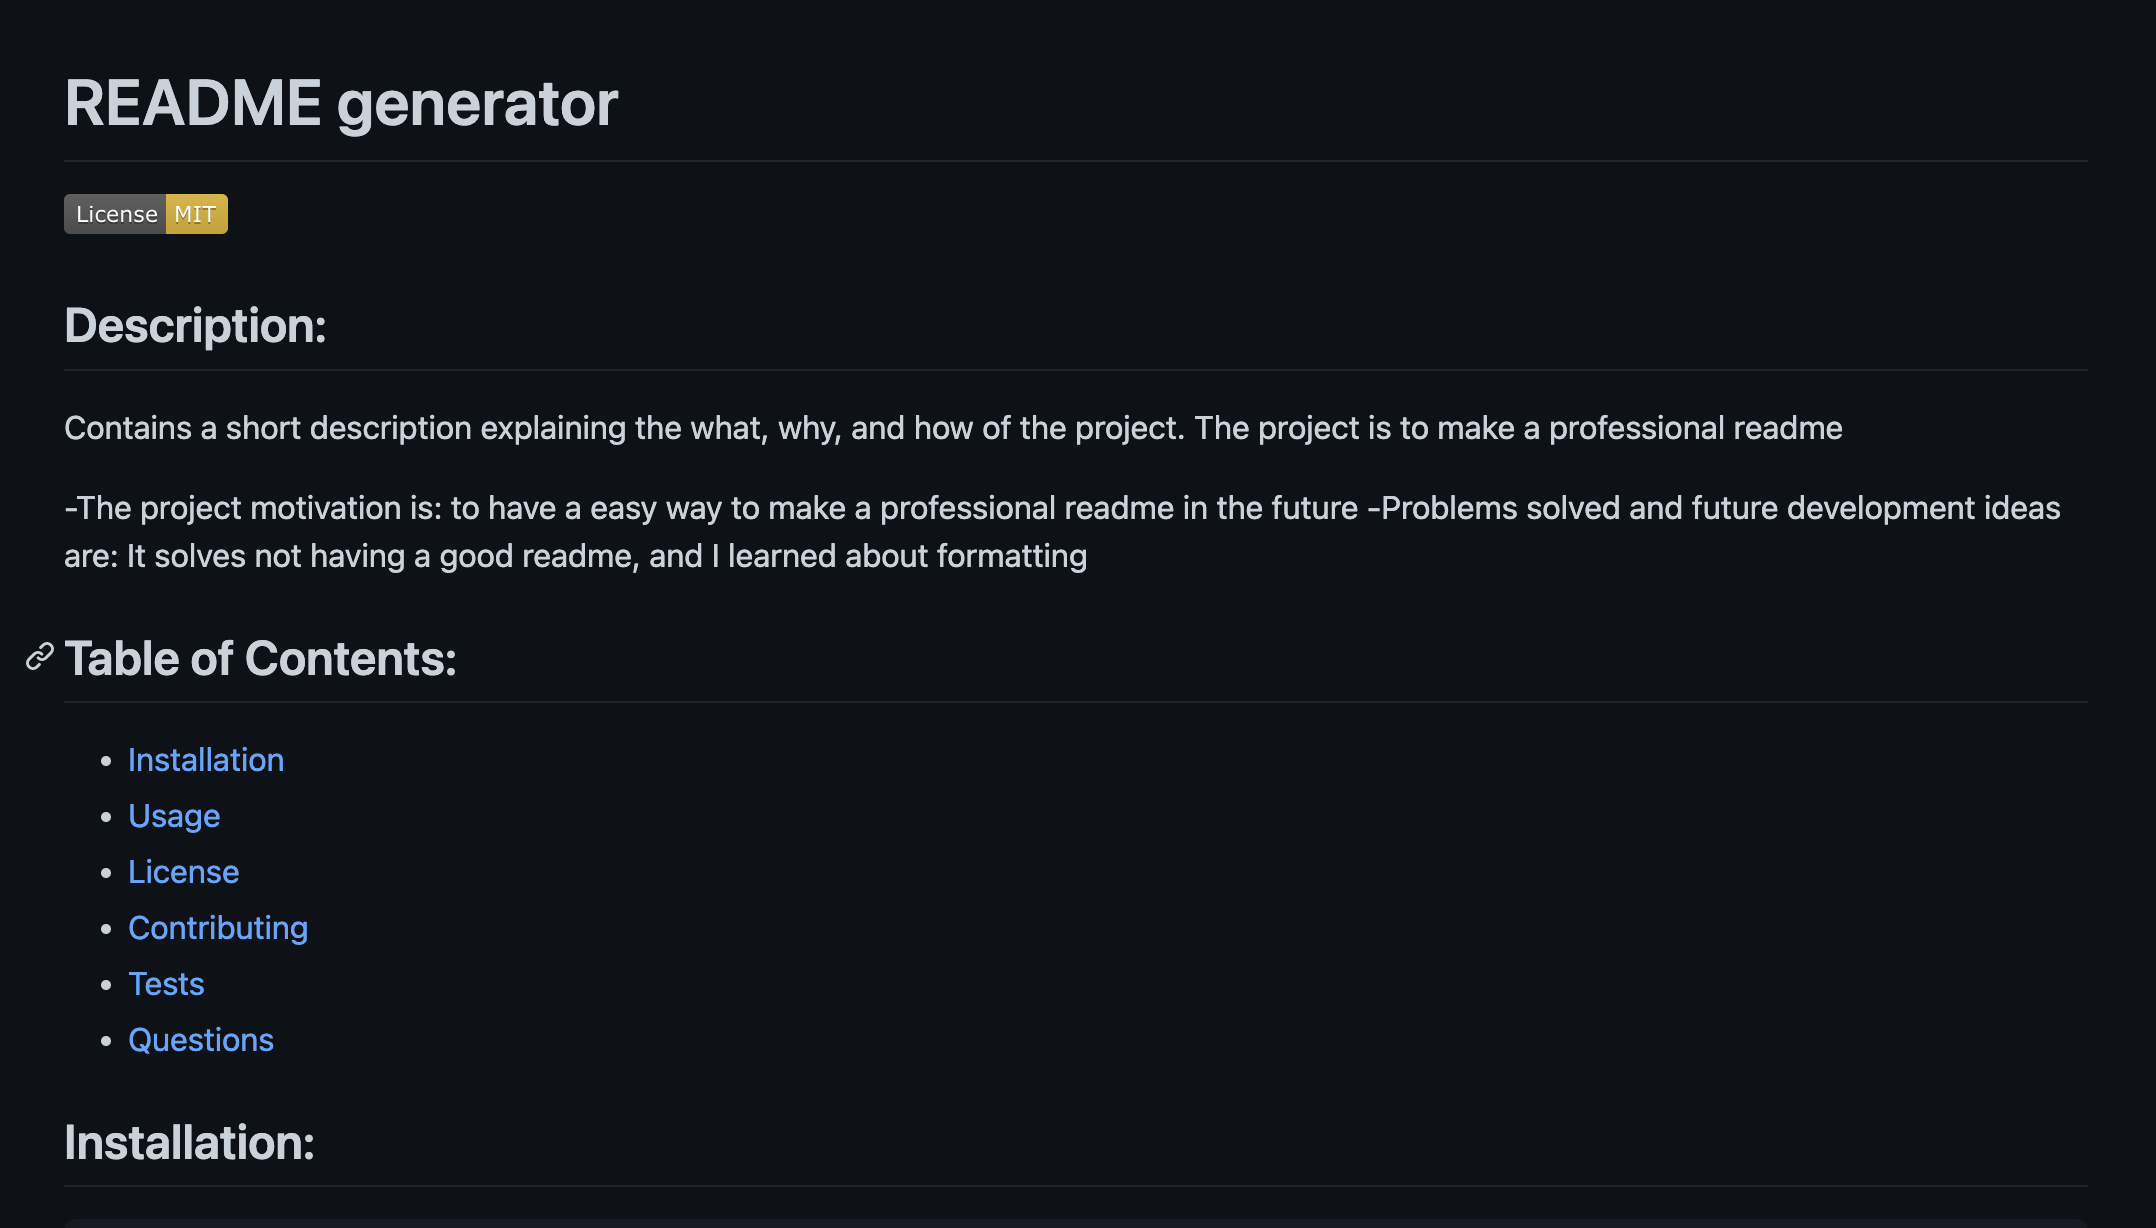 README generator
License MIT
Description:
Contains a short description explaining the what, why, and how of the project. The project is to make a professional readme
-The project motivation is: to have a easy way to make a professional readme in the future -Problems solved and future development ideas
are: It solves not having a good readme, and I learned about formatting
Table of Contents:
Installation
Usage
License
Contributing
Tests
Questions
Installation: